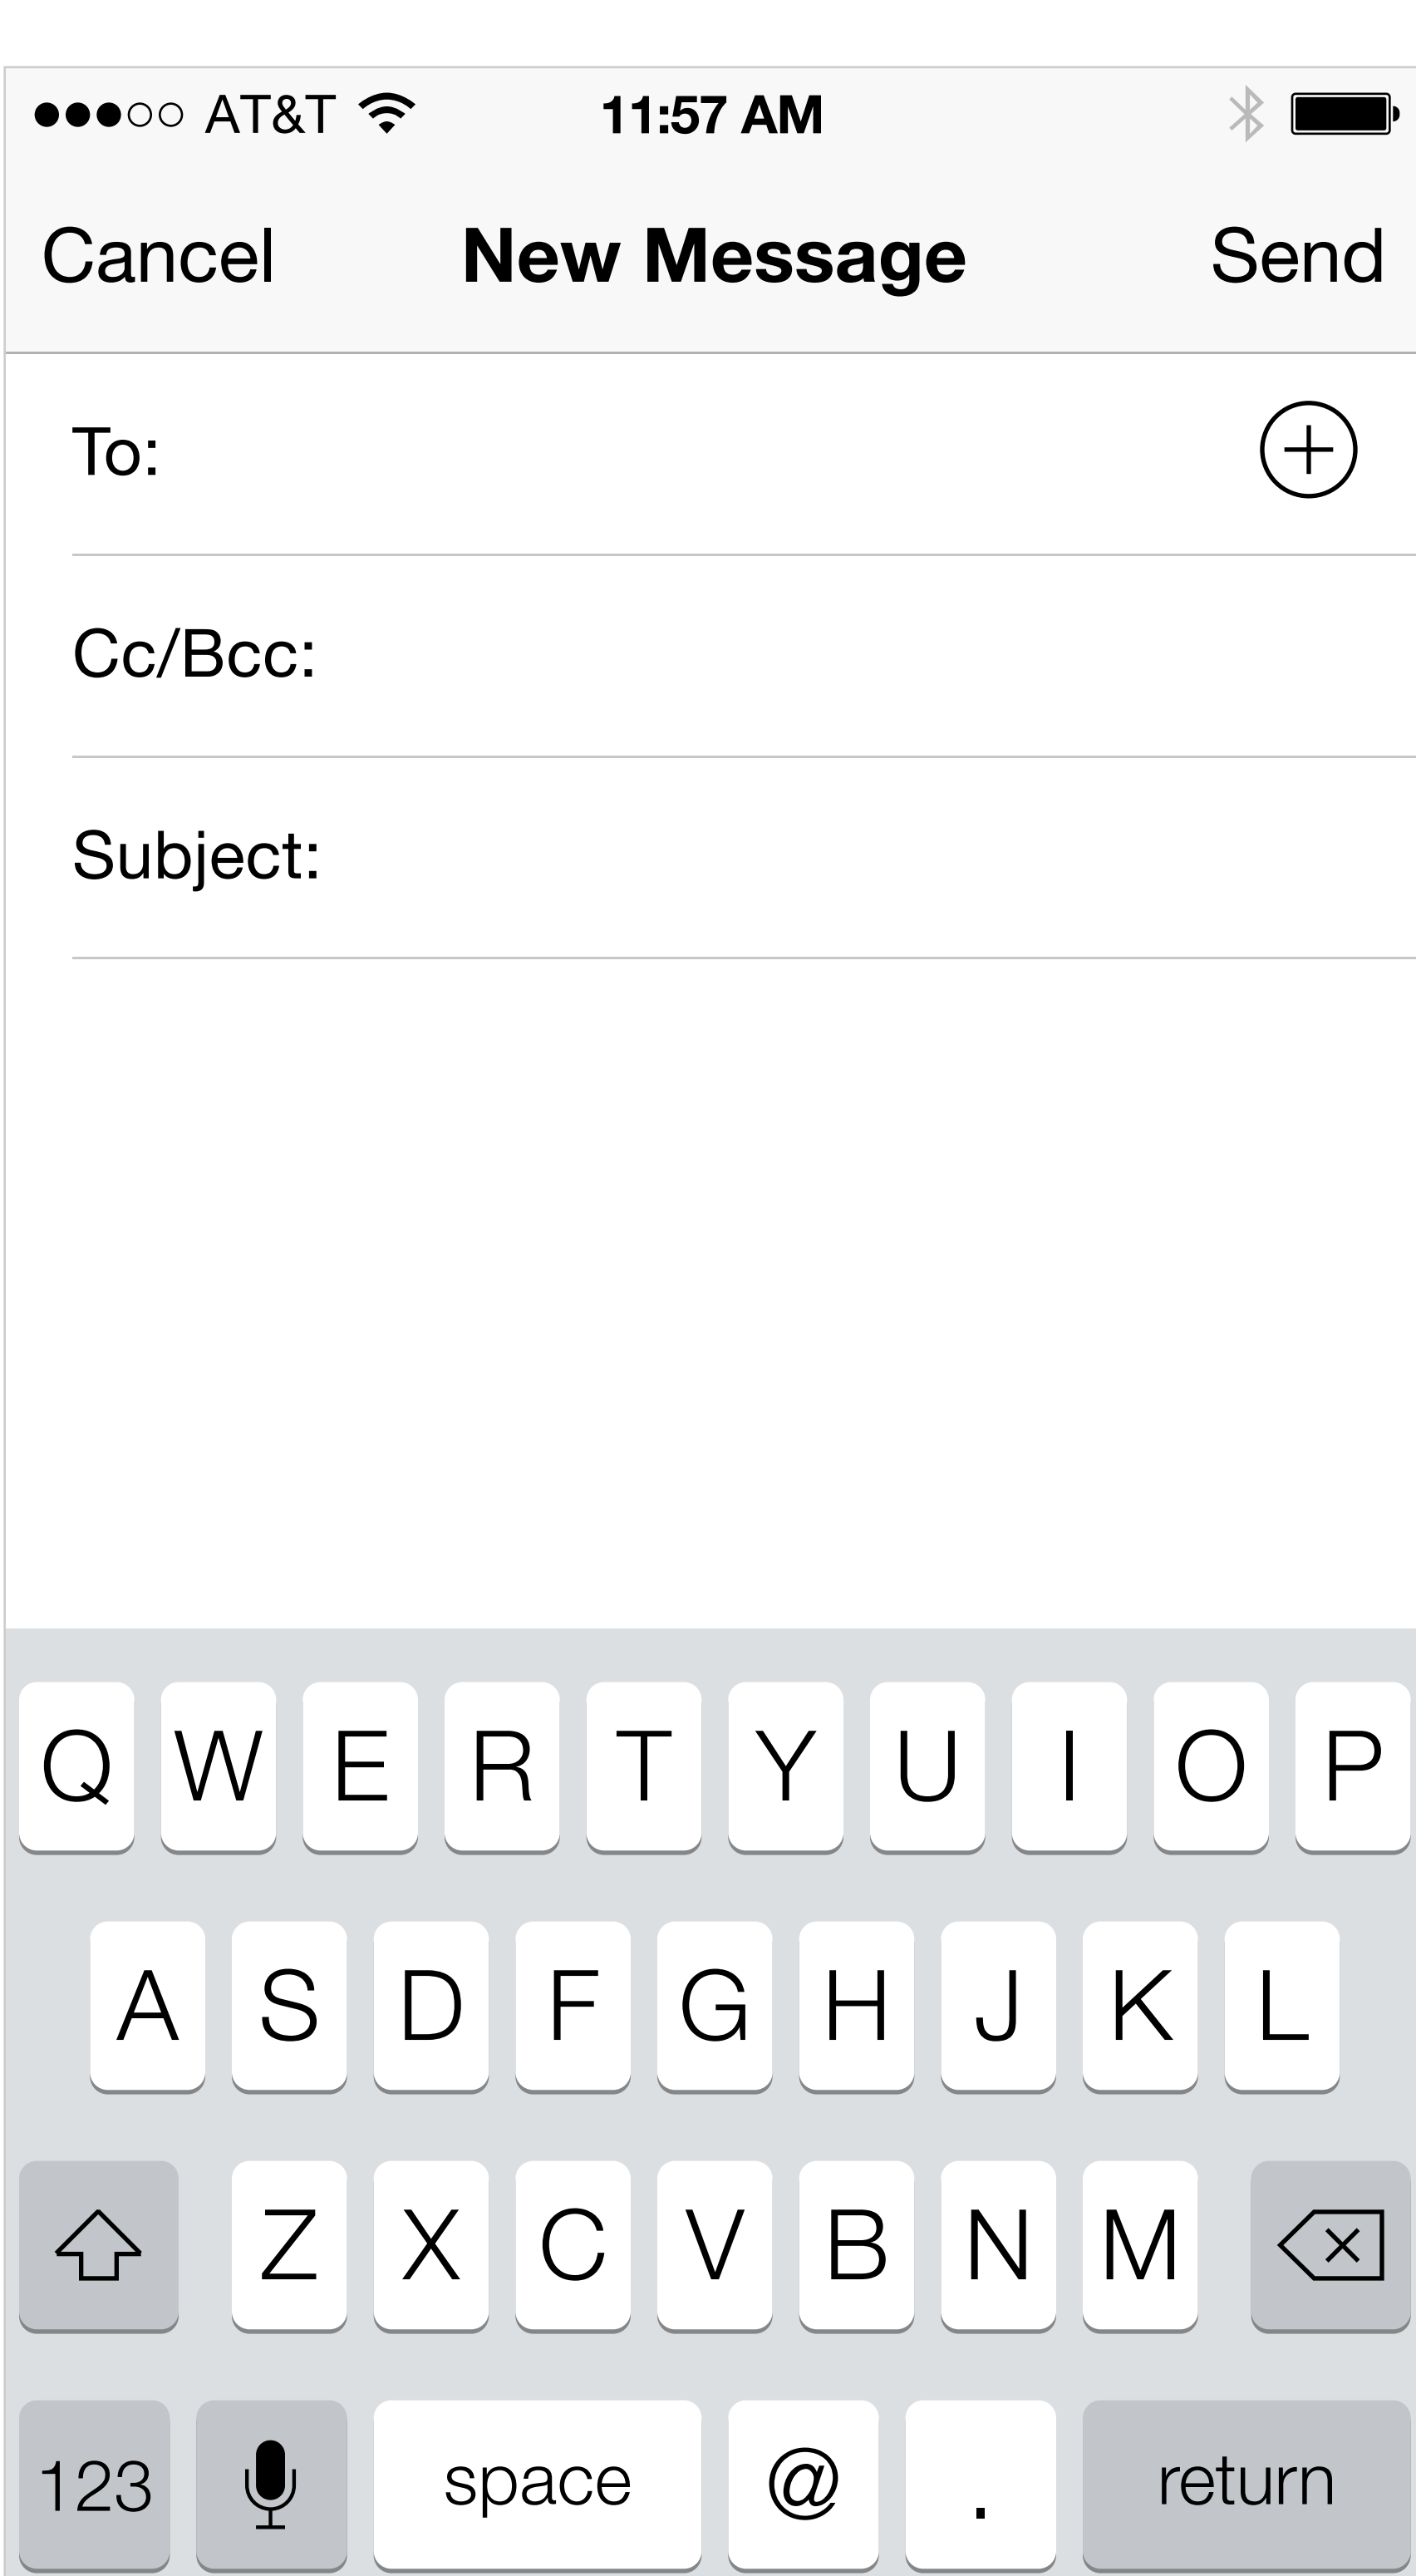 AT&T 11:57 AM
Cancel New Message Send
To:
Cc/Bcc:
Subject:
Q W E R T Y U I O P
A S D F G H J K L
Z X C V B N M
123 space @ . return